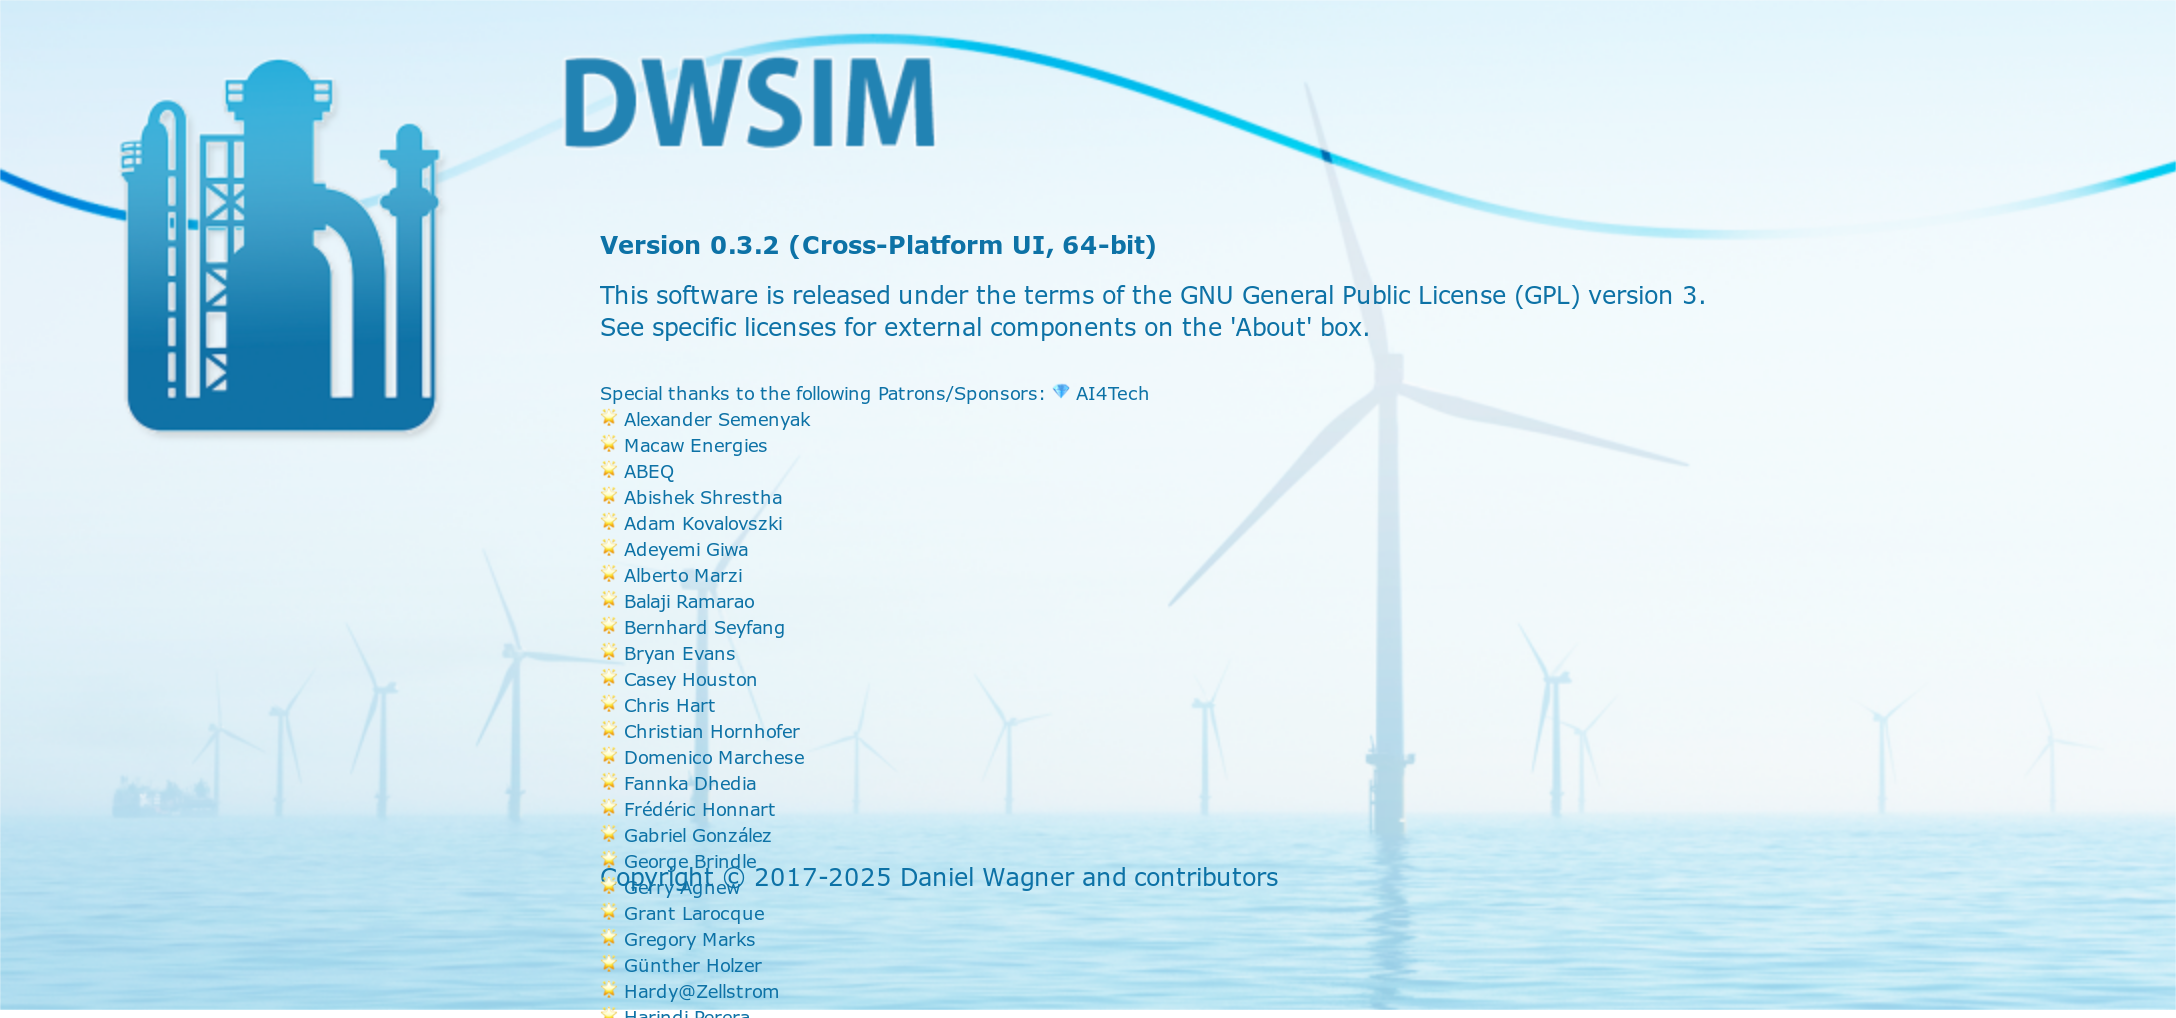 DWSIM
Version 0.3.2 (Cross-Platform UI, 64-bit)
This software is released under the terms of the GNU General Public License (GPL) version 3.
See specific licenses for external components on the 'About' box.
Special thanks to the following Patrons/Sponsors: 💎 AI4Tech
🌟 Alexander Semenyak
🌟 Macaw Energies
🌟 ABEQ
🌟 Abishek Shrestha
🌟 Adam Kovalovszki
🌟 Adeyemi Giwa
🌟 Alberto Marzi
🌟 Balaji Ramarao
🌟 Bernhard Seyfang
🌟 Bryan Evans
🌟 Casey Houston
🌟 Chris Hart
🌟 Christian Hornhofer
🌟 Domenico Marchese
🌟 Fannka Dhedia
🌟 Frédéric Honnart
🌟 Gabriel González
🌟 George Brindle
Copyright © 2017-2025 Daniel Wagner and contributors
🌟 Gerry Agnew
🌟 Grant Larocque
🌟 Gregory Marks
🌟 Günther Holzer
🌟 Hardy@Zellstrom
🌟 Harindi Perera